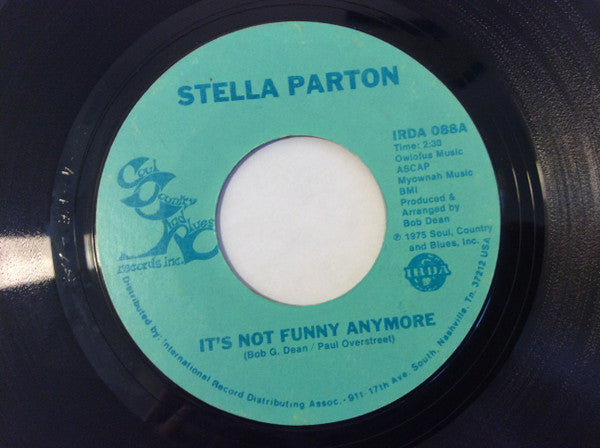 STELLA PARTON
IRDA 088A
Time: 2:30
Owlofus Music
ASCAP
Myownah Music
BMI
Produced &
Arranged by
Bob Dean
℗ 1975 Soul, Country
and Blues, Inc.
Soul
Country
And Blues
records inc.
IRDA
IT'S NOT FUNNY ANYMORE
(Bob G. Dean / Paul Overstreet)
Distributed by: International Record Distributing Assoc. - 911 17th Ave. South, Nashville, Tn. 37212 USA